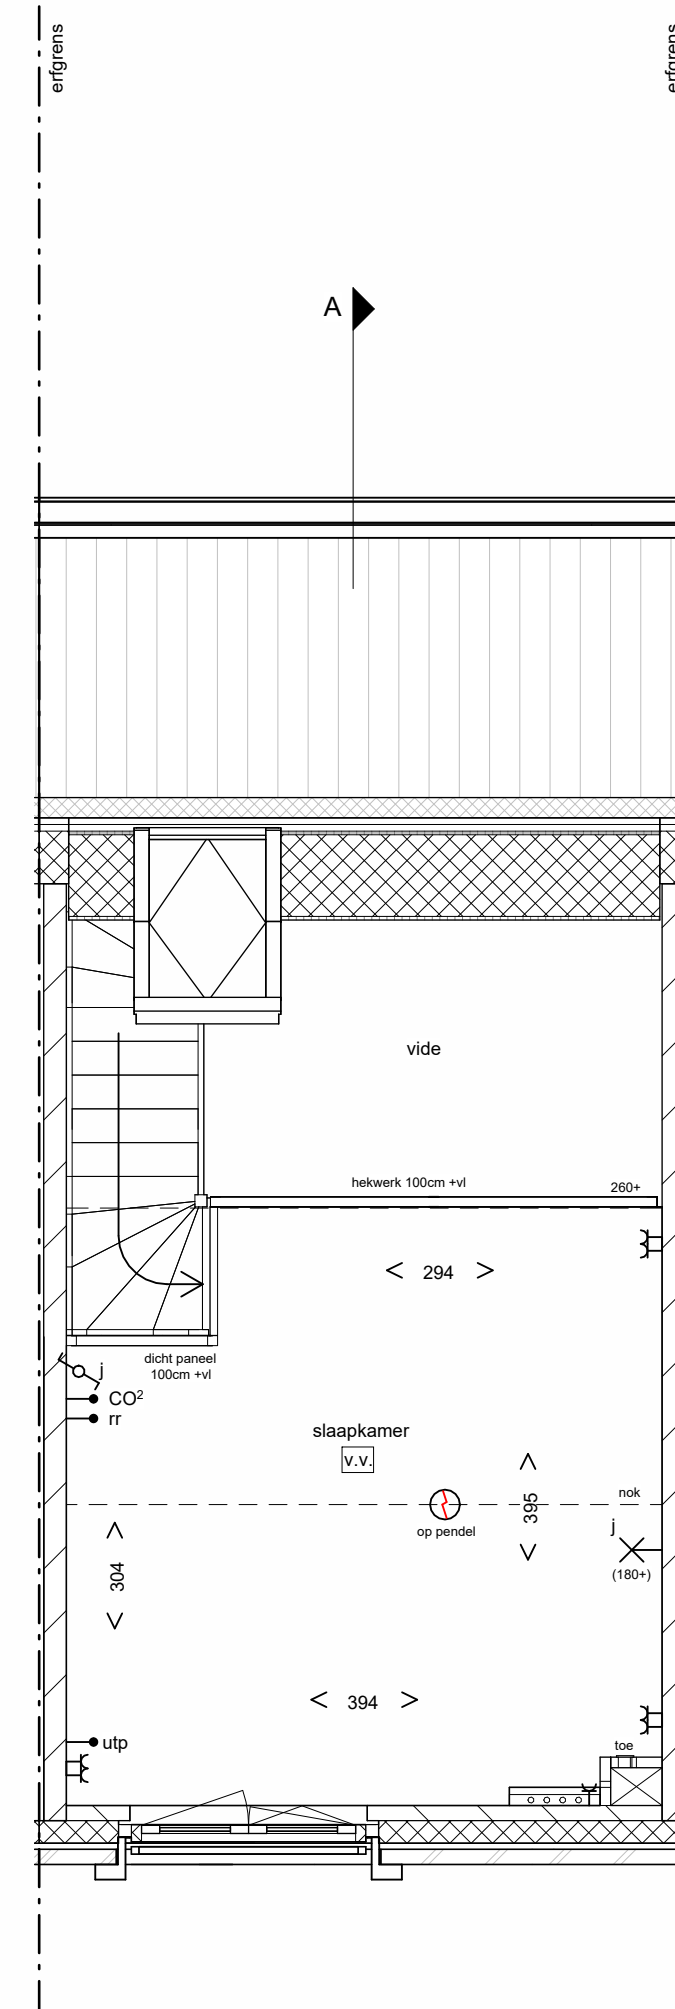 erfgrens
erfgrens
A
vide
hekwerk 100cm +vl
260+
< 294 >
dicht paneel
100cm +vl
j
CO²
rr
slaapkamer
v.v.
nok
< 395 >
op pendel
j
(180+)
< 304 >
< 394 >
utp
toe